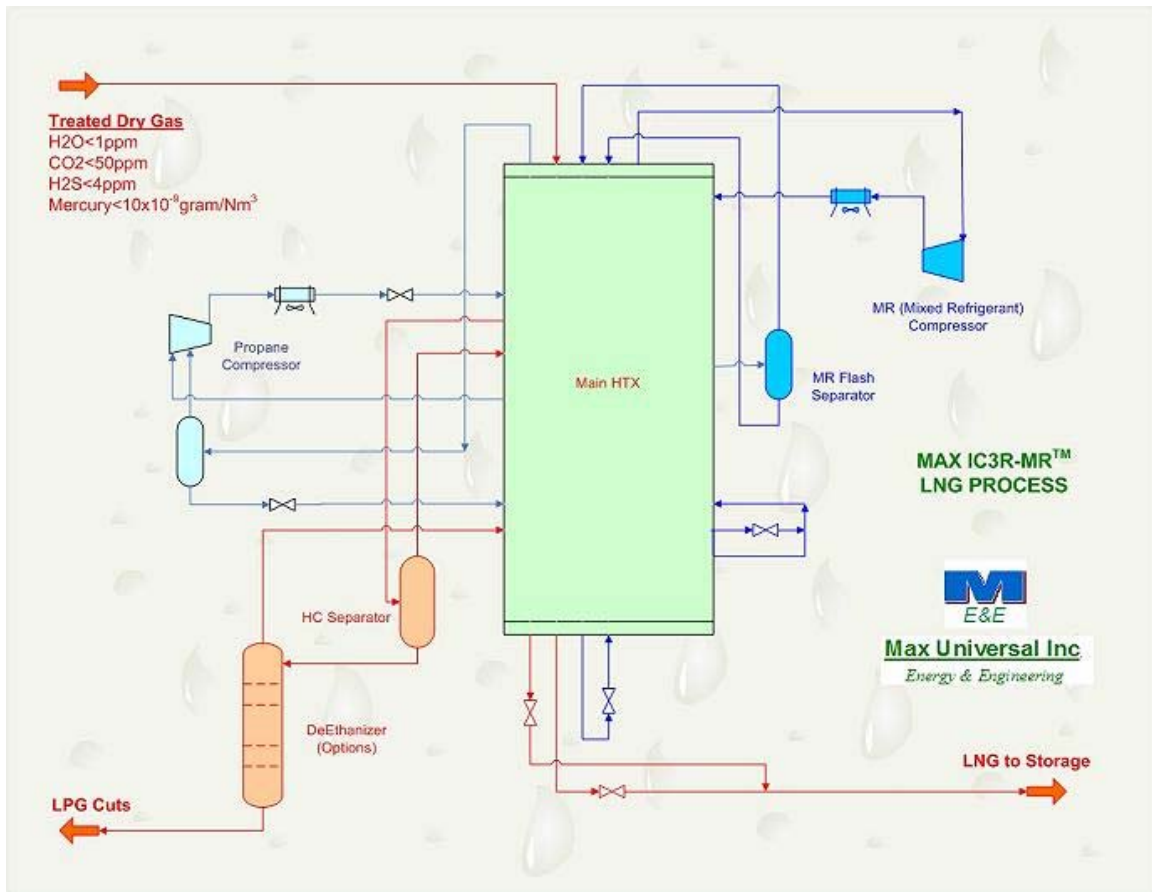 Treated Dry Gas
H2O<1ppm
CO2<50ppm
H2S<4ppm
Mercury<10x10⁻⁹gram/Nm³
Propane
Compressor
Main HTX
MR (Mixed Refrigerant)
Compressor
MR Flash
Separator
MAX IC3R-MR™
LNG PROCESS
HC Separator
M
E&E
Max Universal Inc
Energy & Engineering
DeEthanizer
(Options)
LNG to Storage
LPG Cuts